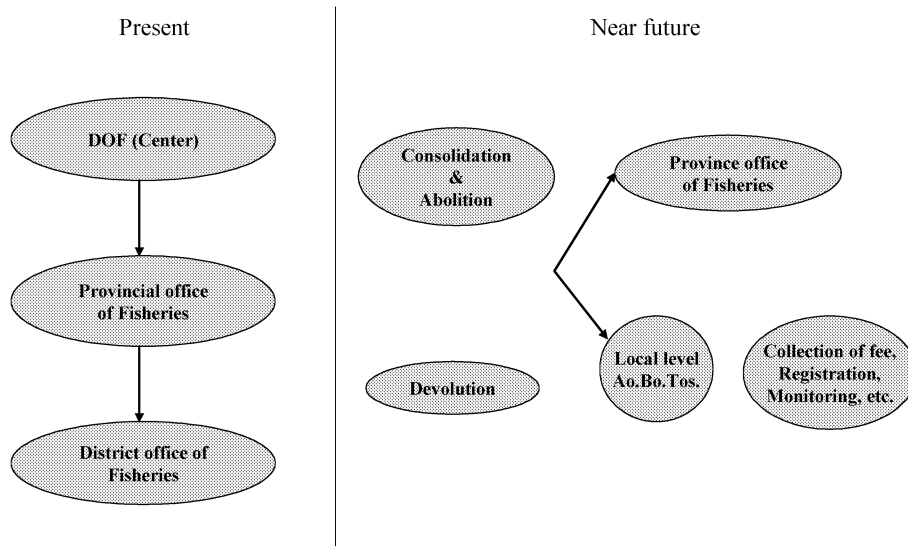 Present
Near future
DOF (Center)
Provincial office
of Fisheries
District office of
Fisheries
Consolidation
&
Abolition
Province office
of Fisheries
Devolution
Local level
Ao.Bo.Tos.
Collection of fee,
Registration,
Monitoring, etc.